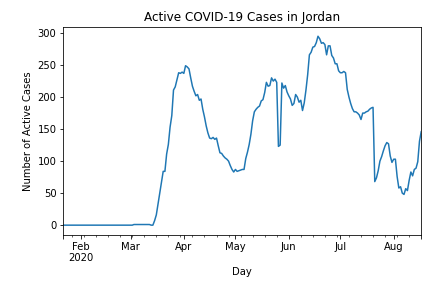 Active COVID-19 Cases in Jordan
Number of Active Cases
300
250
200
150
100
50
0
Feb Mar Apr May Jun Jul Aug
2020
Day